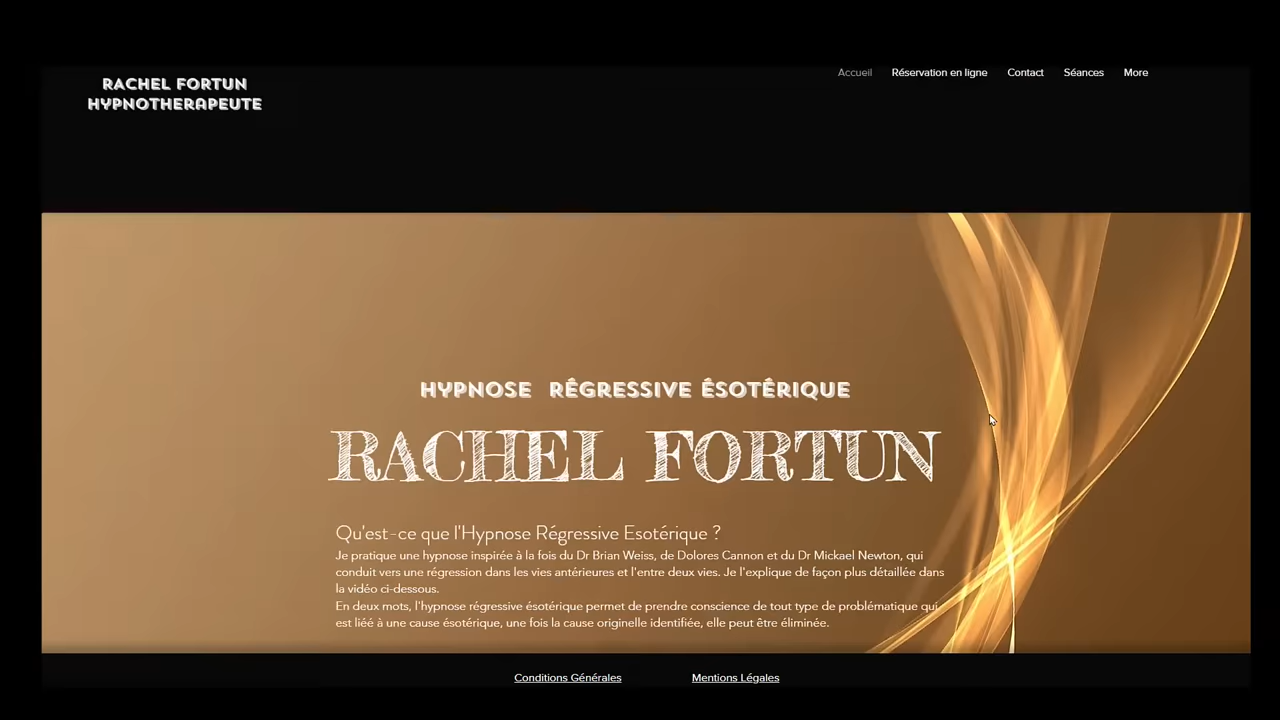 RACHEL FORTUN
HYPNOTHERAPEUTE
Accueil Réservation en ligne Contact Séances More
HYPNOSE RÉGRESSIVE ÉSOTÉRIQUE
RACHEL FORTUN
Qu'est-ce que l'Hypnose Régressive Esotérique ?
Je pratique une hypnose inspirée à la fois du Dr Brian Weiss, de Dolores Cannon et du Dr Mickael Newton, qui
conduit vers une régression dans les vies antérieures et l'entre deux vies. Je l'explique de façon plus détaillée dans
la vidéo ci-dessous.
En deux mots, l'hypnose régressive ésotérique permet de prendre conscience de tout type de problématique qui
est liéé à une cause ésotérique, une fois la cause originelle identifiée, elle peut être éliminée.
Conditions Générales Mentions Légales